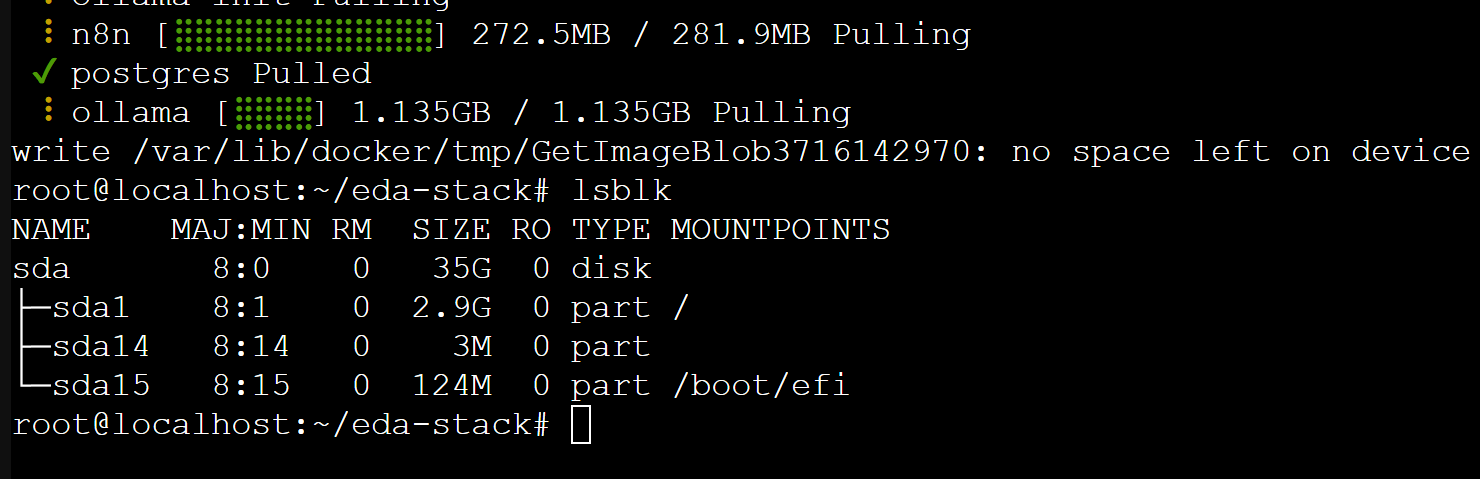 ollama init Pulling
n8n [⣿⣿⣿⣿⣿⣿⣿⣿⣿⣿⣿⣿⣿] 272.5MB / 281.9MB Pulling
✔ postgres Pulled
ollama [⣿⣿⣿⣿] 1.135GB / 1.135GB Pulling
write /var/lib/docker/tmp/GetImageBlob3716142970: no space left on device
root@localhost:~/eda-stack# lsblk
NAME    MAJ:MIN RM  SIZE RO TYPE MOUNTPOINTS
sda       8:0    0   35G  0 disk
├─sda1    8:1    0  2.9G  0 part /
├─sda14   8:14   0    3M  0 part
└─sda15   8:15   0  124M  0 part /boot/efi
root@localhost:~/eda-stack#